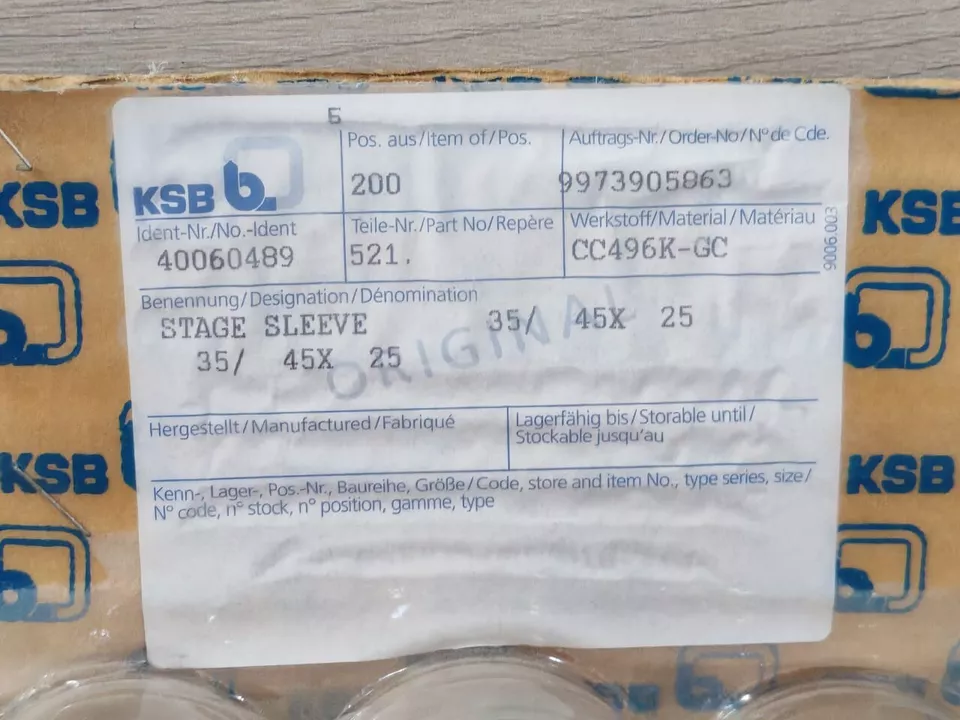 6
Pos. aus/Item of/Pos.
Auftrags-Nr./Order-No/N° de Cde.
KSB b.
200
9973905863
Ident-Nr./No.-Ident
Teile-Nr./Part No/Repère
Werkstoff/Material/Matériau
40060489
521.
CC496K-GC
9006.003
Benennung/Designation/Dénomination
STAGE SLEEVE 35/ 45X 25
35/ 45X 25
ORIGINAL
Hergestellt/Manufactured/Fabriqué
Lagerfähig bis/Storable until/
Stockable jusqu'au
Kenn-, Lager-, Pos.-Nr., Baureihe, Größe/Code, store and item No., type series, size/
N° code, n° stock, n° position, gamme, type
KSB
KSB
KSB
KSB